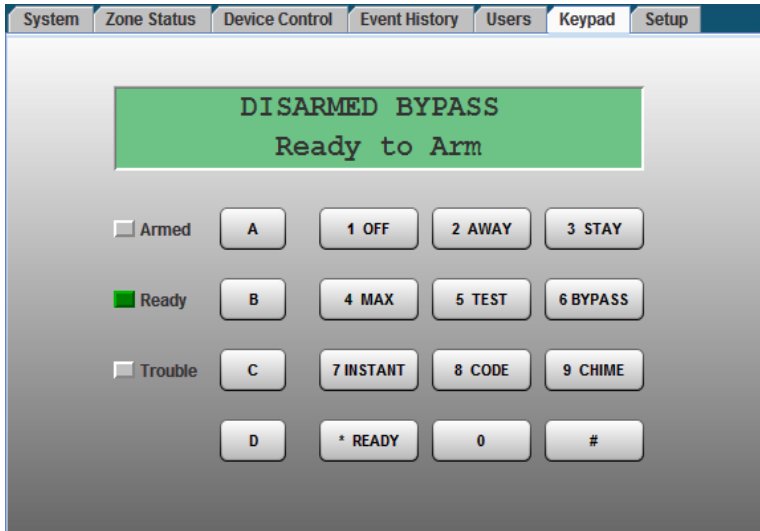 System Zone Status Device Control Event History Users Keypad Setup
DISARMED BYPASS
Ready to Arm
Armed A 1 OFF 2 AWAY 3 STAY
Ready B 4 MAX 5 TEST 6 BYPASS
Trouble C 7 INSTANT 8 CODE 9 CHIME
D * READY 0 #